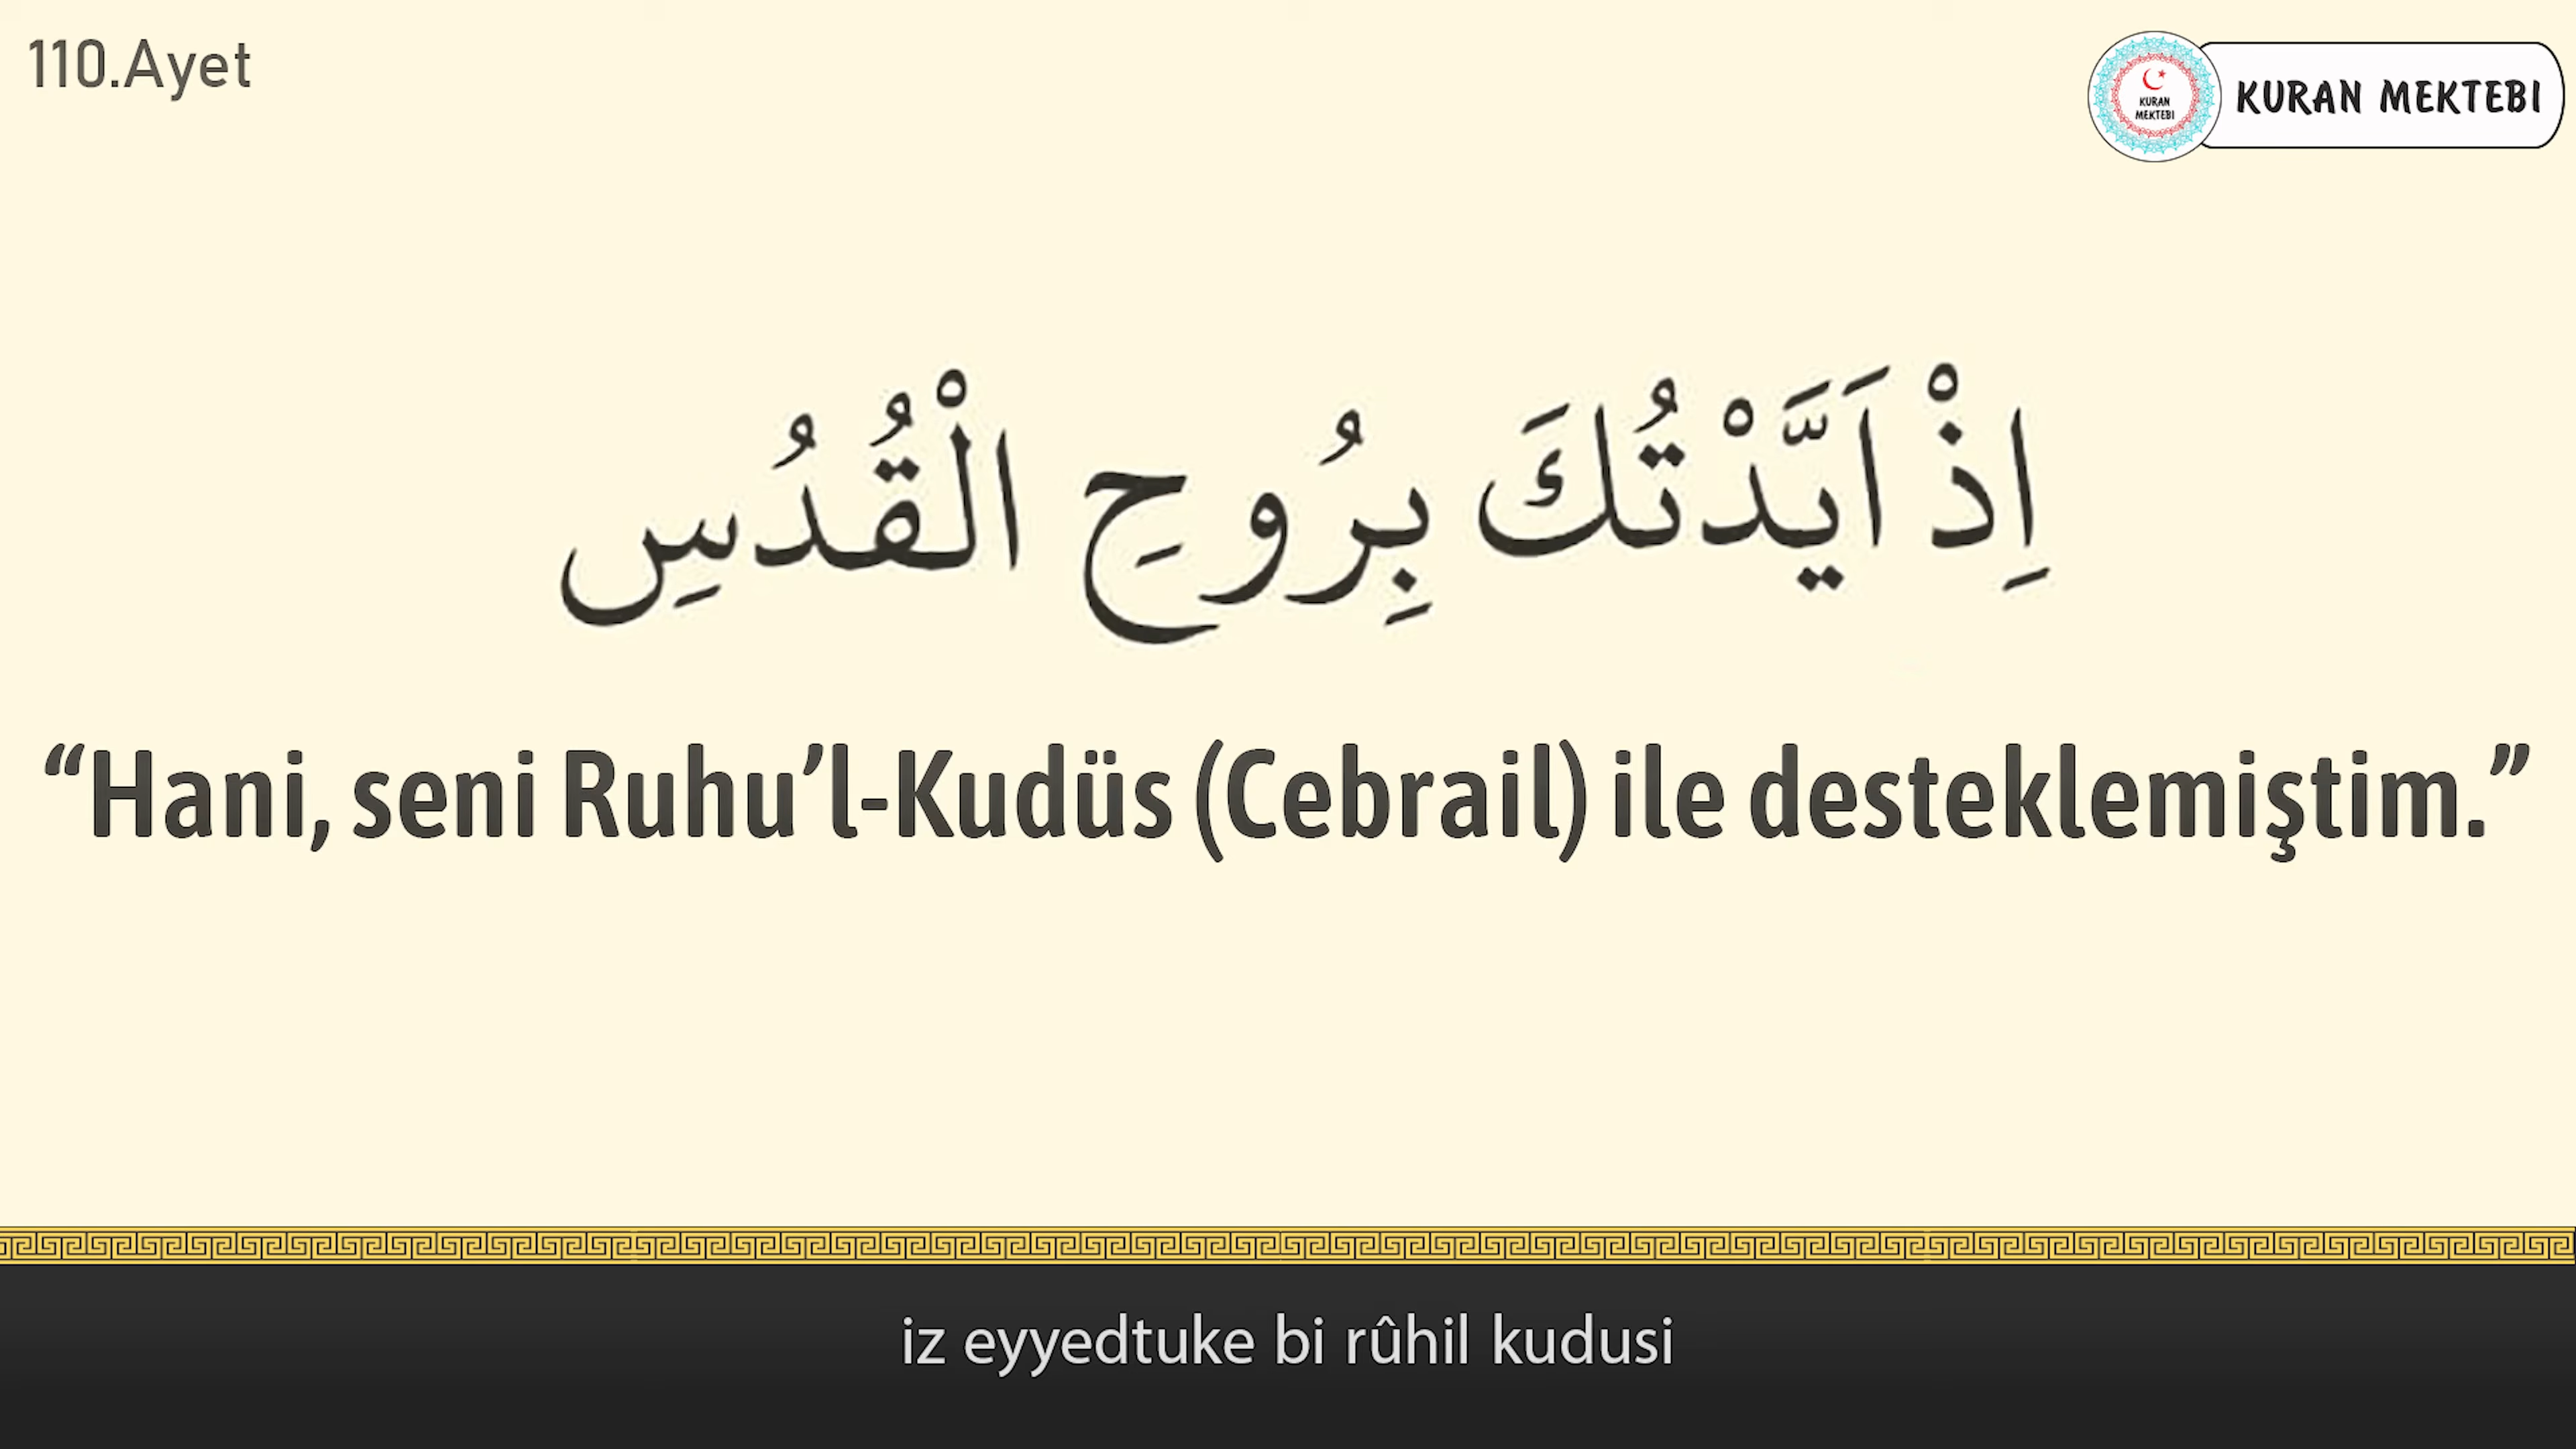 110.Ayet
KURAN
MEKTEBI
KURAN MEKTEBI
اِذْ اَيَّدْتُكَ بِرُوحِ الْقُدُسِ
“Hani, seni Ruhu’l-Kudüs (Cebrail) ile desteklemiştim.”
iz eyyedtuke bi rûhil kudusi